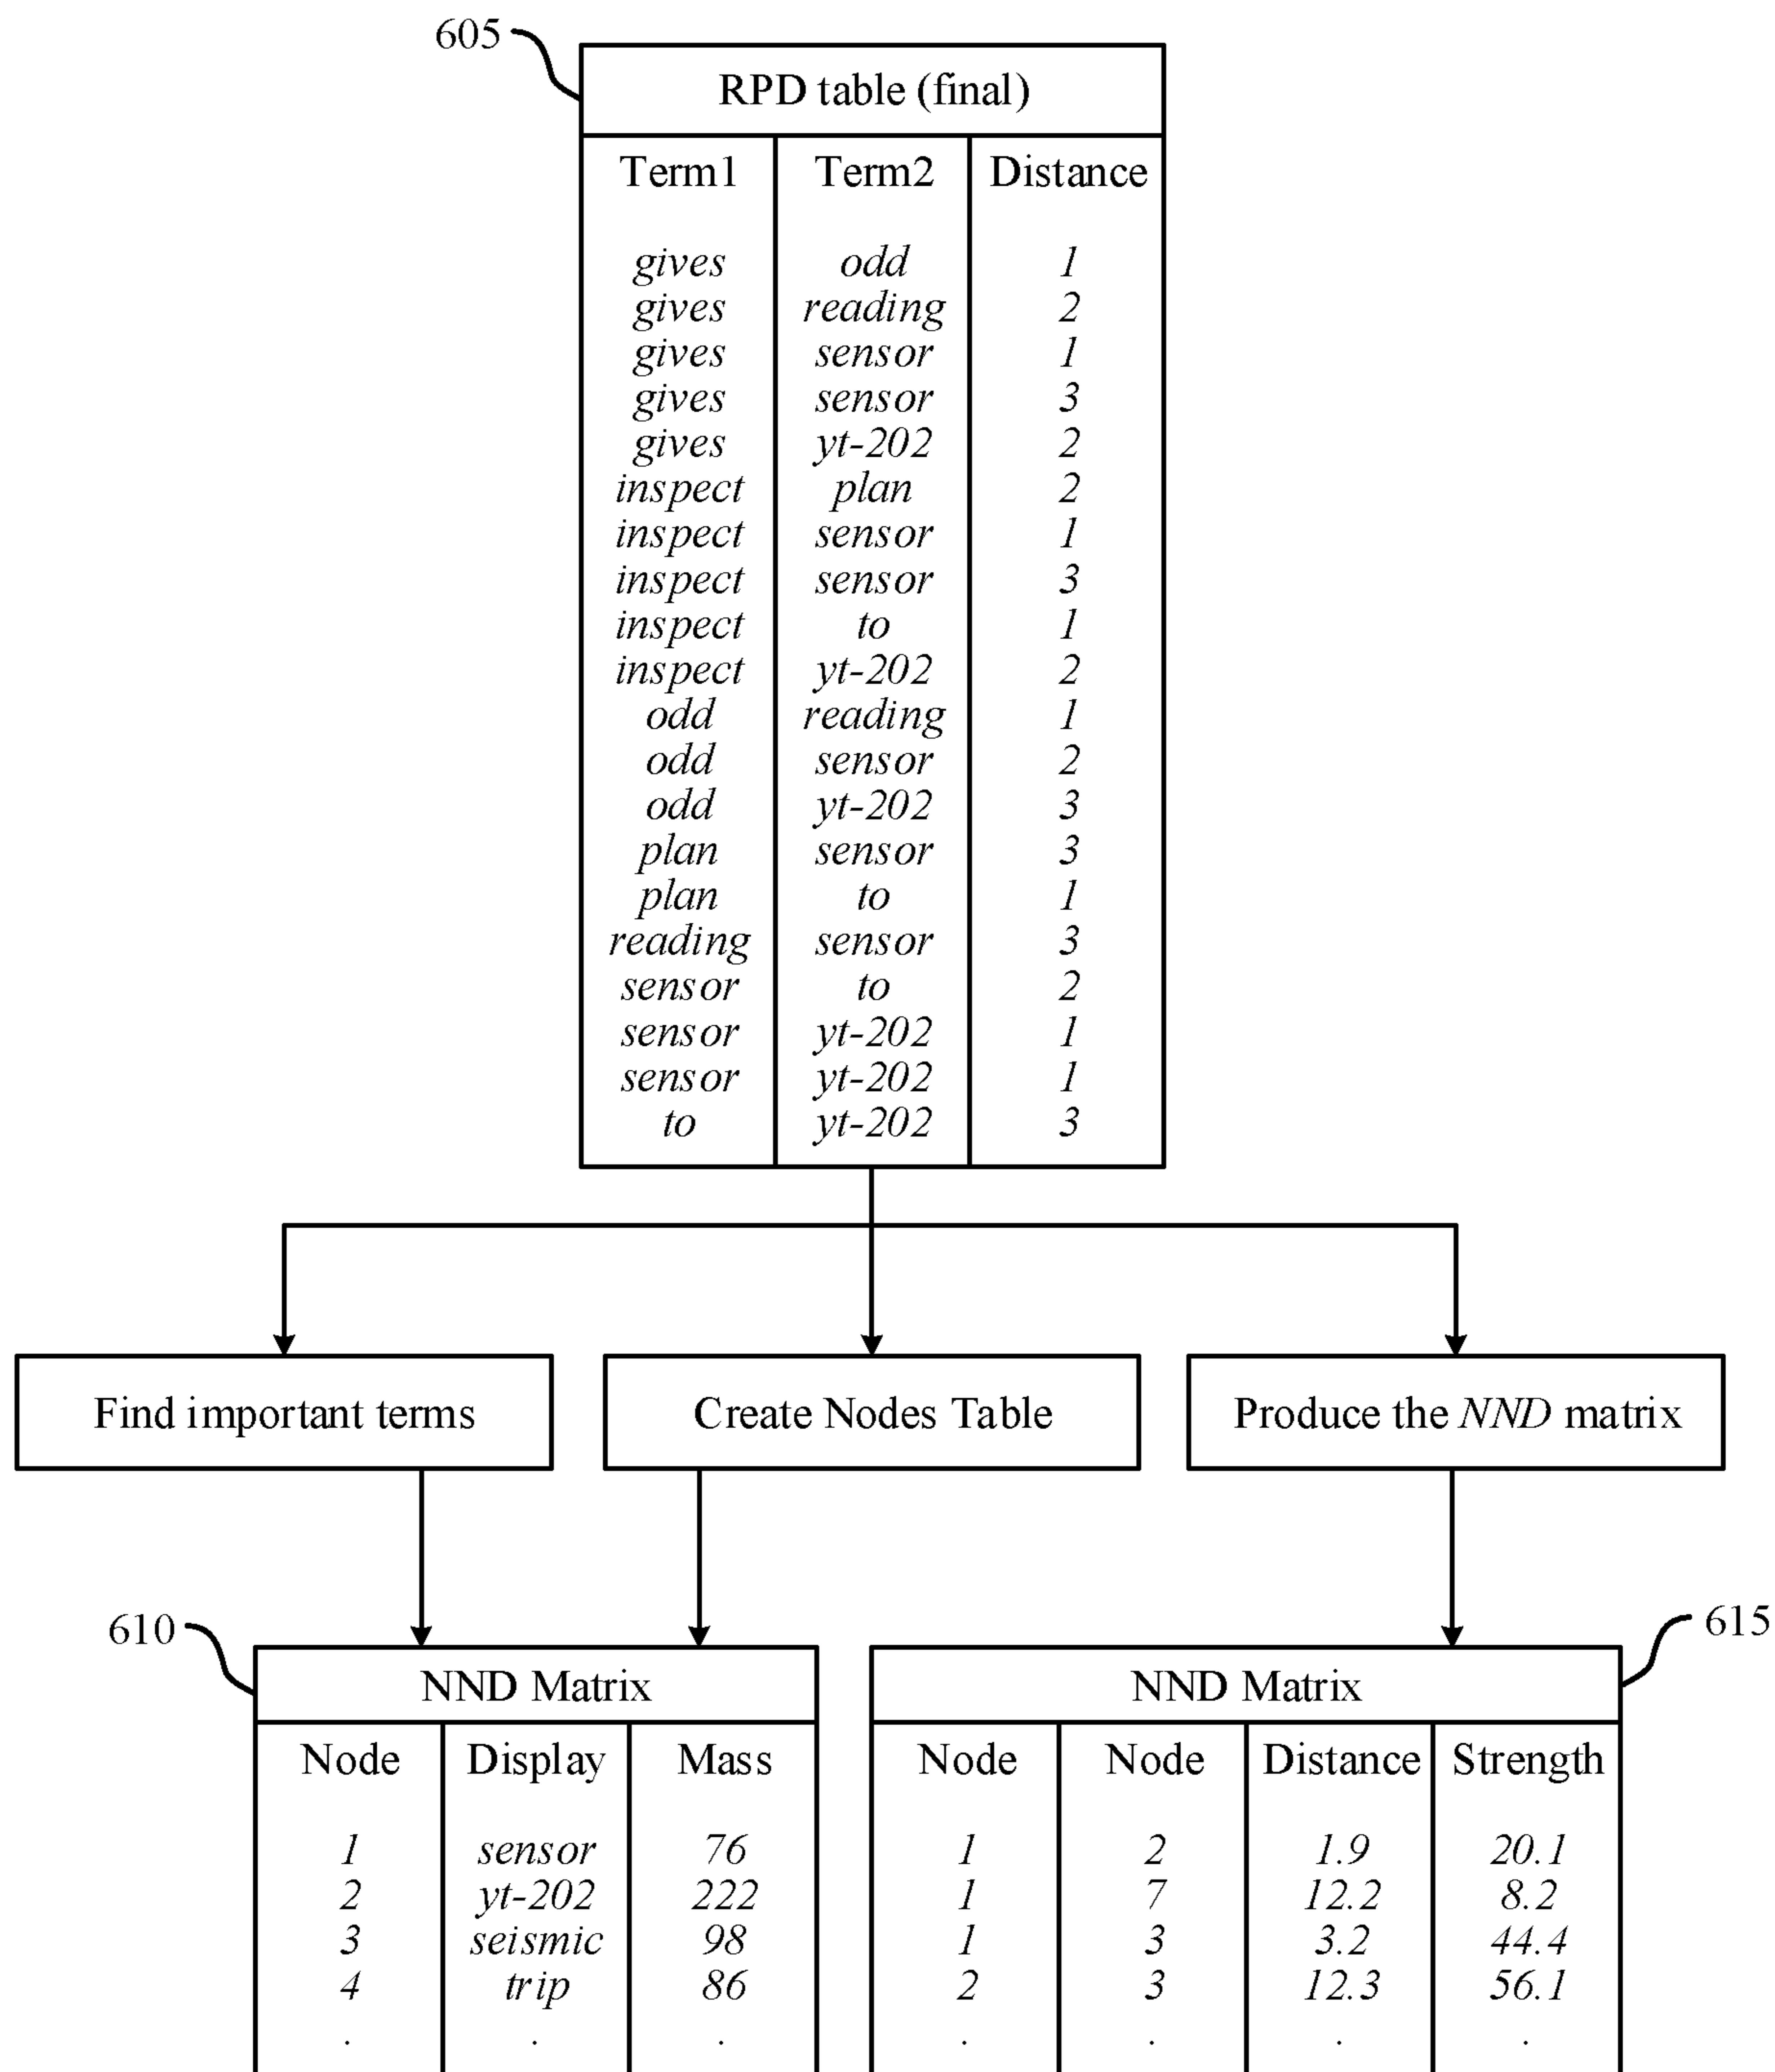 605
RPD table (final)
Term1 Term2 Distance
gives odd 1
gives reading 2
gives sensor 1
gives sensor 3
gives yt-202 2
inspect plan 2
inspect sensor 1
inspect sensor 3
inspect to 1
inspect yt-202 2
odd reading 1
odd sensor 2
odd yt-202 3
plan sensor 3
plan to 1
reading sensor 3
sensor to 2
sensor yt-202 1
sensor yt-202 1
to yt-202 3
Find important terms
Create Nodes Table
Produce the NND matrix
610
NND Matrix
Node Display Mass
1 sensor 76
2 yt-202 222
3 seismic 98
4 trip 86
. . .
615
NND Matrix
Node Node Distance Strength
1 2 1.9 20.1
1 7 12.2 8.2
1 3 3.2 44.4
2 3 12.3 56.1
. . . .